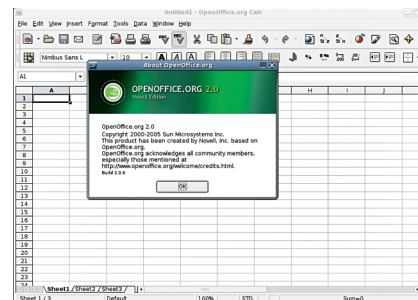 Untitled1 - OpenOffice.org Calc
File Edit View Insert Format Tools Data Window Help
Nimbus Sans L 10
A1
A H I J
About OpenOffice.org
OPENOFFICE.ORG 2.0
Novell Edition
OpenOffice.org 2.0
Copyright 2000-2005 Sun Microsystems Inc.
This product has been created by Novell, Inc. based on
OpenOffice.org.
OpenOffice.org acknowledges all community members,
especially those mentioned at
http://www.openoffice.org/welcome/credits.html.
Build 2.0.0
OK
1
2
3
4
5
6
7
8
9
10
11
12
13
14
15
16
17
18
19
20
21
22
23
Sheet1 Sheet2 Sheet3
Sheet 1 / 3 Default 100% STD Sum=0